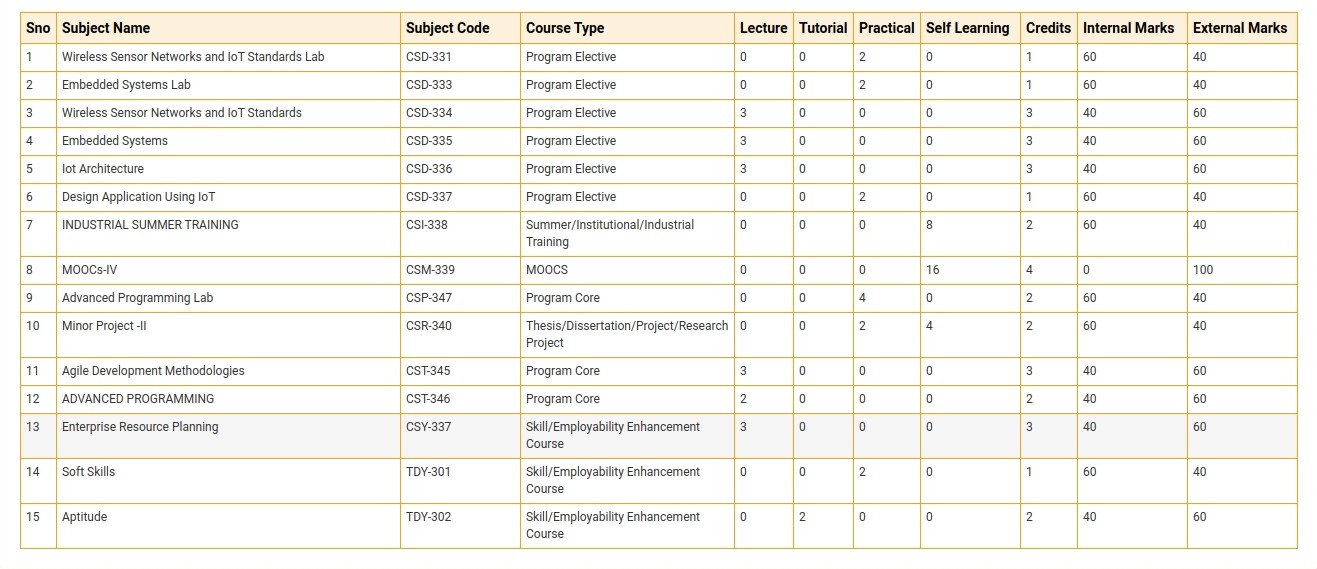 Sno Subject Name Subject Code Course Type Lecture Tutorial Practical Self Learning Credits Internal Marks External Marks
1 Wireless Sensor Networks and IoT Standards Lab CSD-331 Program Elective 0 0 2 0 1 60 40
2 Embedded Systems Lab CSD-333 Program Elective 0 0 2 0 1 60 40
3 Wireless Sensor Networks and IoT Standards CSD-334 Program Elective 3 0 0 0 3 40 60
4 Embedded Systems CSD-335 Program Elective 3 0 0 0 3 40 60
5 Iot Architecture CSD-336 Program Elective 3 0 0 0 3 40 60
6 Design Application Using IoT CSD-337 Program Elective 0 0 2 0 1 60 40
7 INDUSTRIAL SUMMER TRAINING CSI-338 Summer/Institutional/Industrial 0 0 0 8 2 60 40
Training
8 MOOCs-IV CSM-339 MOOCS 0 0 0 16 4 0 100
9 Advanced Programming Lab CSP-347 Program Core 0 0 4 0 2 60 40
10 Minor Project -II CSR-340 Thesis/Dissertation/Project/Research 0 0 2 4 2 60 40
Project
11 Agile Development Methodologies CST-345 Program Core 3 0 0 0 3 40 60
12 ADVANCED PROGRAMMING CST-346 Program Core 2 0 0 0 2 40 60
13 Enterprise Resource Planning CSY-337 Skill/Employability Enhancement 3 0 0 0 3 40 60
Course
14 Soft Skills TDY-301 Skill/Employability Enhancement 0 0 2 0 1 60 40
Course
15 Aptitude TDY-302 Skill/Employability Enhancement 0 2 0 0 2 40 60
Course